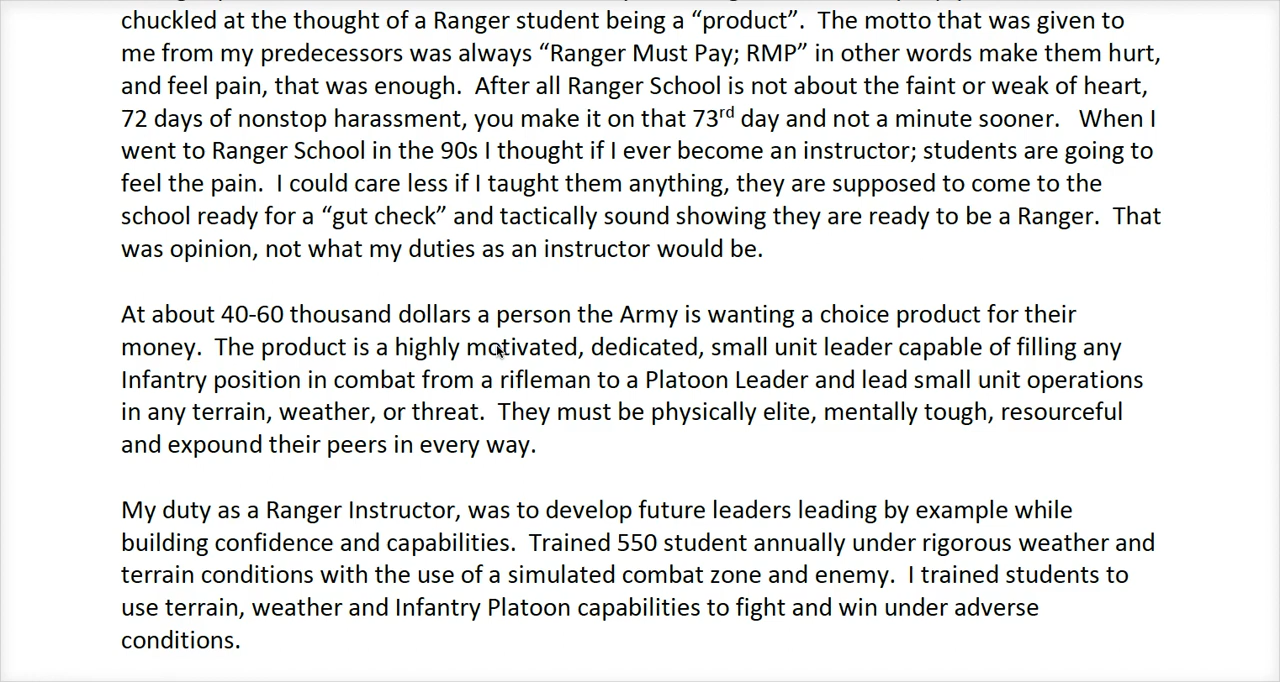 chuckled at the thought of a Ranger student being a “product”.  The motto that was given to
me from my predecessors was always “Ranger Must Pay; RMP” in other words make them hurt,
and feel pain, that was enough.  After all Ranger School is not about the faint or weak of heart,
72 days of nonstop harassment, you make it on that 73rd day and not a minute sooner.   When I
went to Ranger School in the 90s I thought if I ever become an instructor; students are going to
feel the pain.  I could care less if I taught them anything, they are supposed to come to the
school ready for a “gut check” and tactically sound showing they are ready to be a Ranger.  That
was opinion, not what my duties as an instructor would be.
At about 40-60 thousand dollars a person the Army is wanting a choice product for their
money.  The product is a highly motivated, dedicated, small unit leader capable of filling any
Infantry position in combat from a rifleman to a Platoon Leader and lead small unit operations
in any terrain, weather, or threat.  They must be physically elite, mentally tough, resourceful
and expound their peers in every way.
My duty as a Ranger Instructor, was to develop future leaders leading by example while
building confidence and capabilities.  Trained 550 student annually under rigorous weather and
terrain conditions with the use of a simulated combat zone and enemy.  I trained students to
use terrain, weather and Infantry Platoon capabilities to fight and win under adverse
conditions.